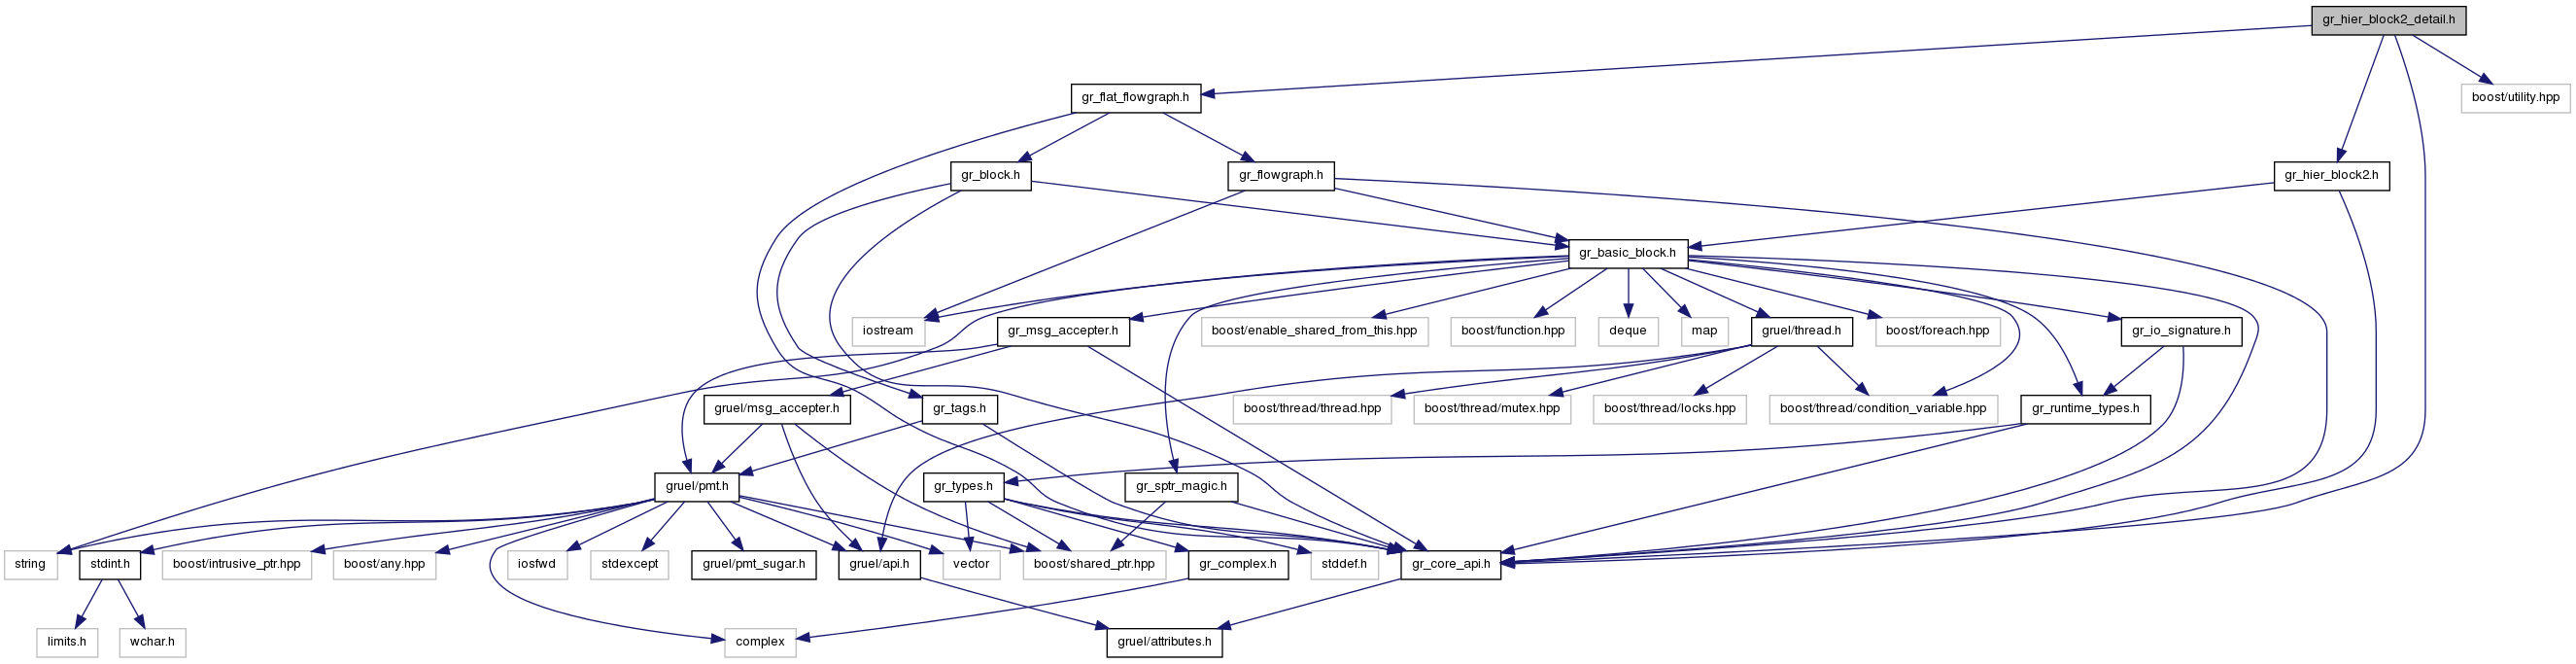 gr_hier_block2_detail.h
gr_flat_flowgraph.h
boost/utility.hpp
gr_block.h
gr_flowgraph.h
gr_hier_block2.h
gr_basic_block.h
iostream
gr_msg_accepter.h
boost/enable_shared_from_this.hpp
boost/function.hpp
deque
map
gruel/thread.h
boost/foreach.hpp
gr_io_signature.h
gruel/msg_accepter.h
gr_tags.h
boost/thread/thread.hpp
boost/thread/mutex.hpp
boost/thread/locks.hpp
boost/thread/condition_variable.hpp
gr_runtime_types.h
gruel/pmt.h
gr_types.h
gr_sptr_magic.h
string
stdint.h
boost/intrusive_ptr.hpp
boost/any.hpp
iosfwd
stdexcept
gruel/pmt_sugar.h
gruel/api.h
vector
boost/shared_ptr.hpp
gr_complex.h
stddef.h
gr_core_api.h
limits.h
wchar.h
complex
gruel/attributes.h